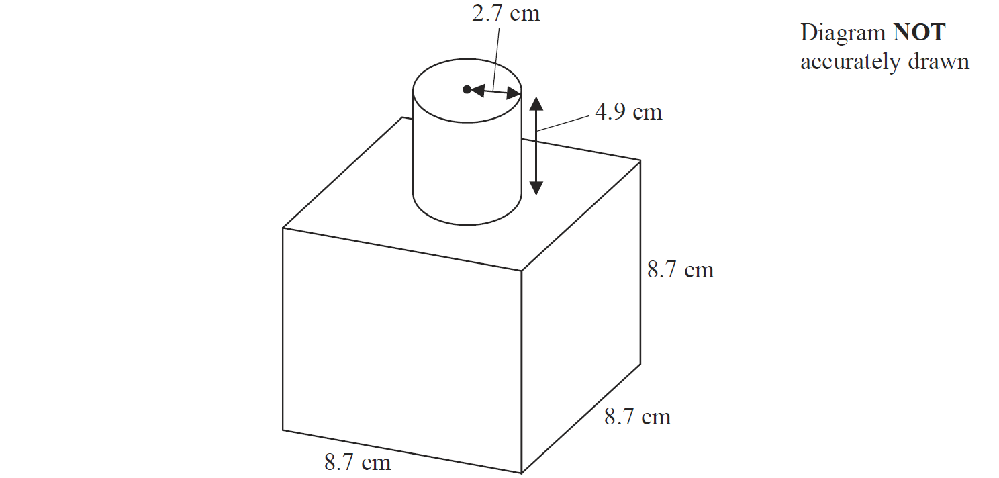 2.7 cm
Diagram NOT
accurately drawn
4.9 cm
8.7 cm
8.7 cm
8.7 cm